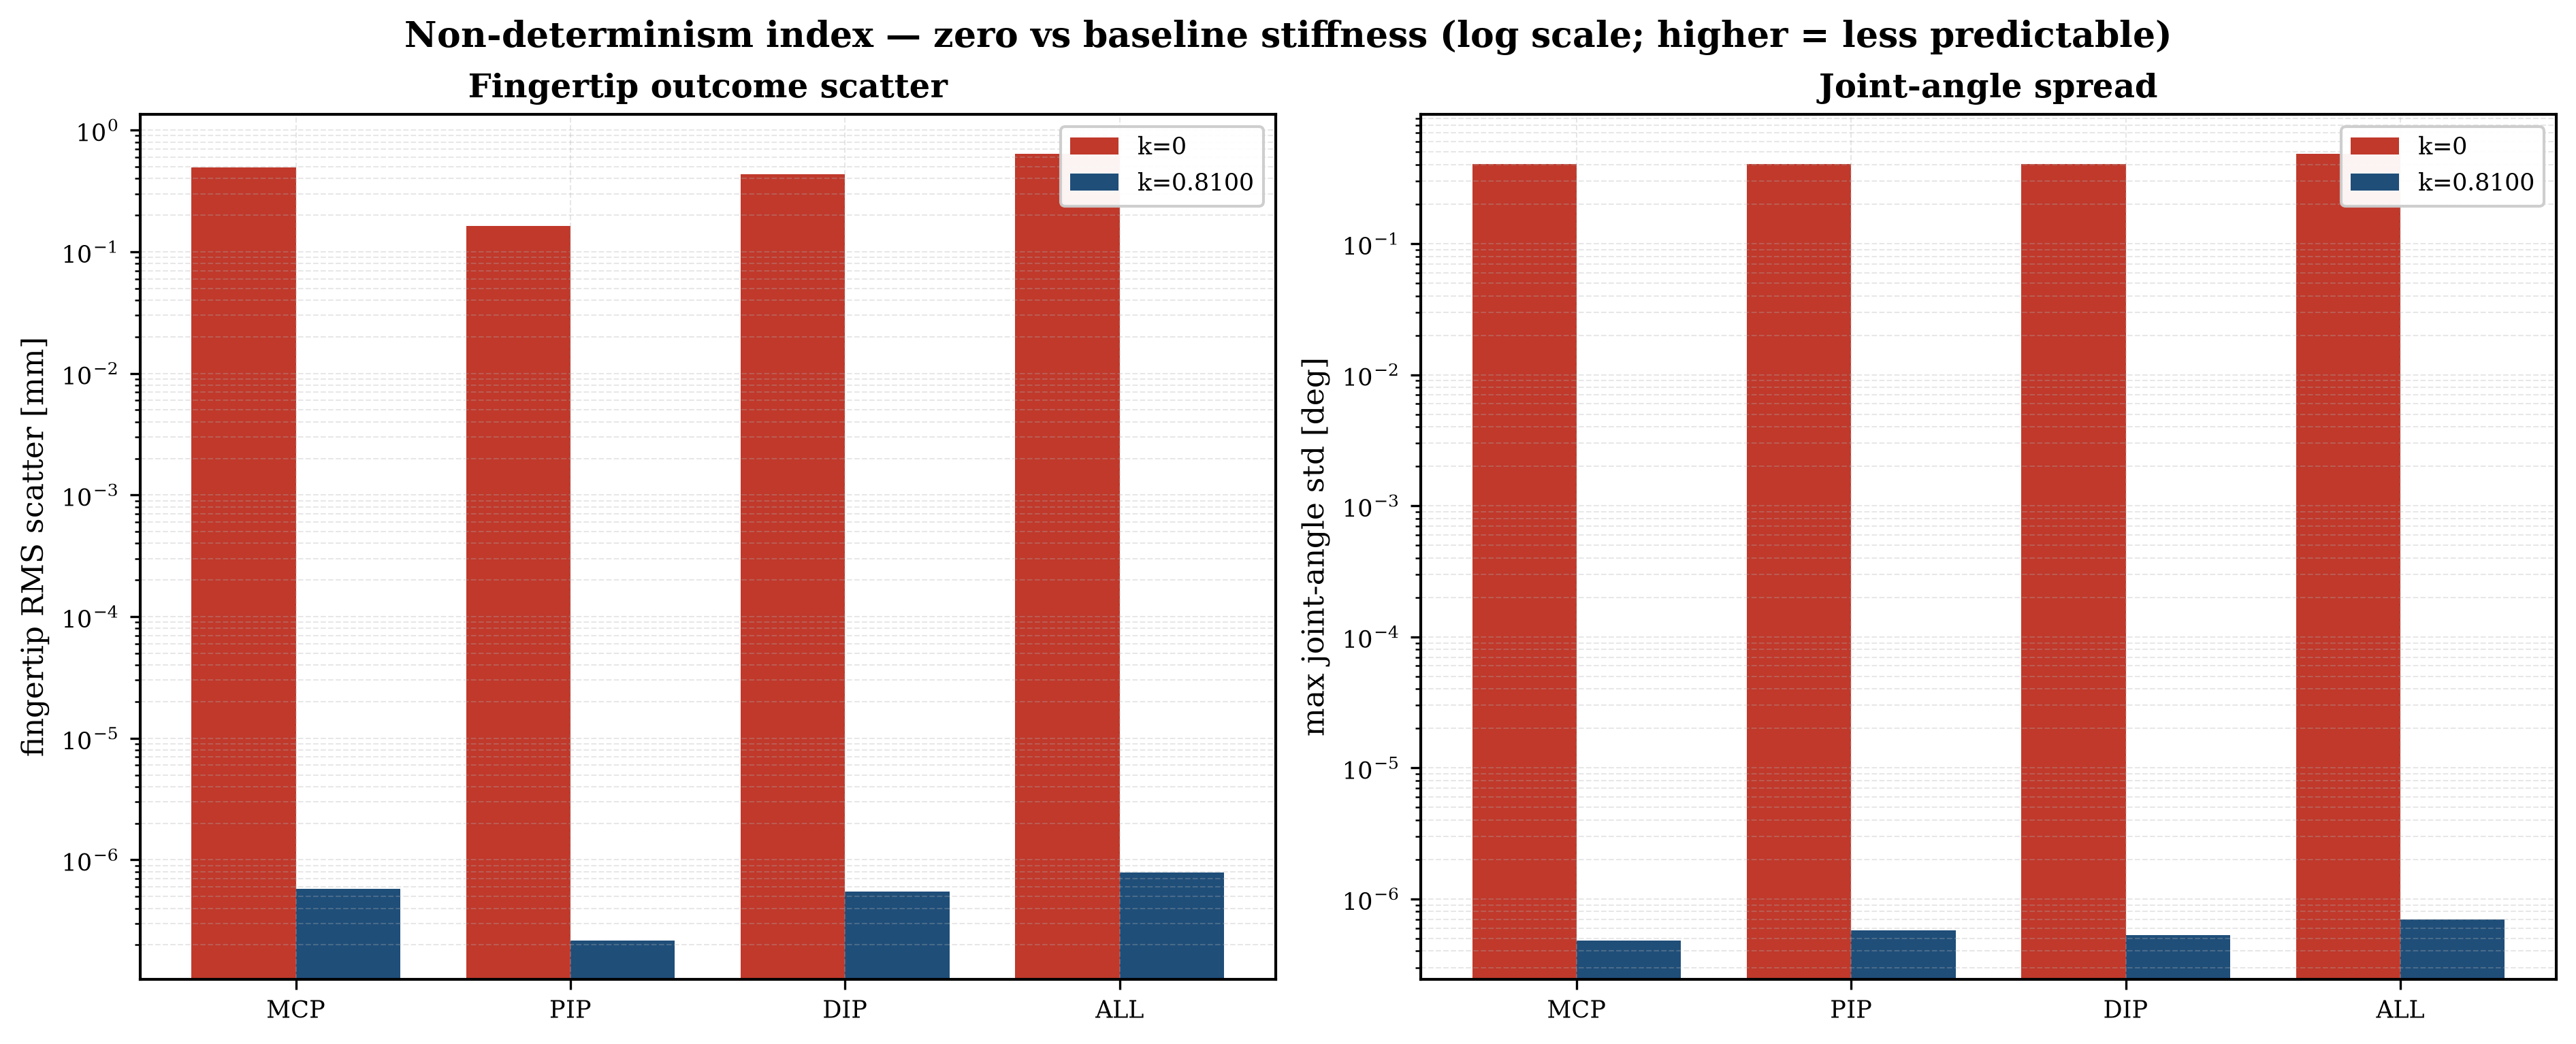 Non-determinism index — zero vs baseline stiffness (log scale; higher = less predictable)
Fingertip outcome scatter
fingertip RMS scatter [mm]
10⁰
10⁻¹
10⁻²
10⁻³
10⁻⁴
10⁻⁵
10⁻⁶
k=0
k=0.8100
MCP PIP DIP ALL
Joint-angle spread
max joint-angle std [deg]
10⁻¹
10⁻²
10⁻³
10⁻⁴
10⁻⁵
10⁻⁶
k=0
k=0.8100
MCP PIP DIP ALL